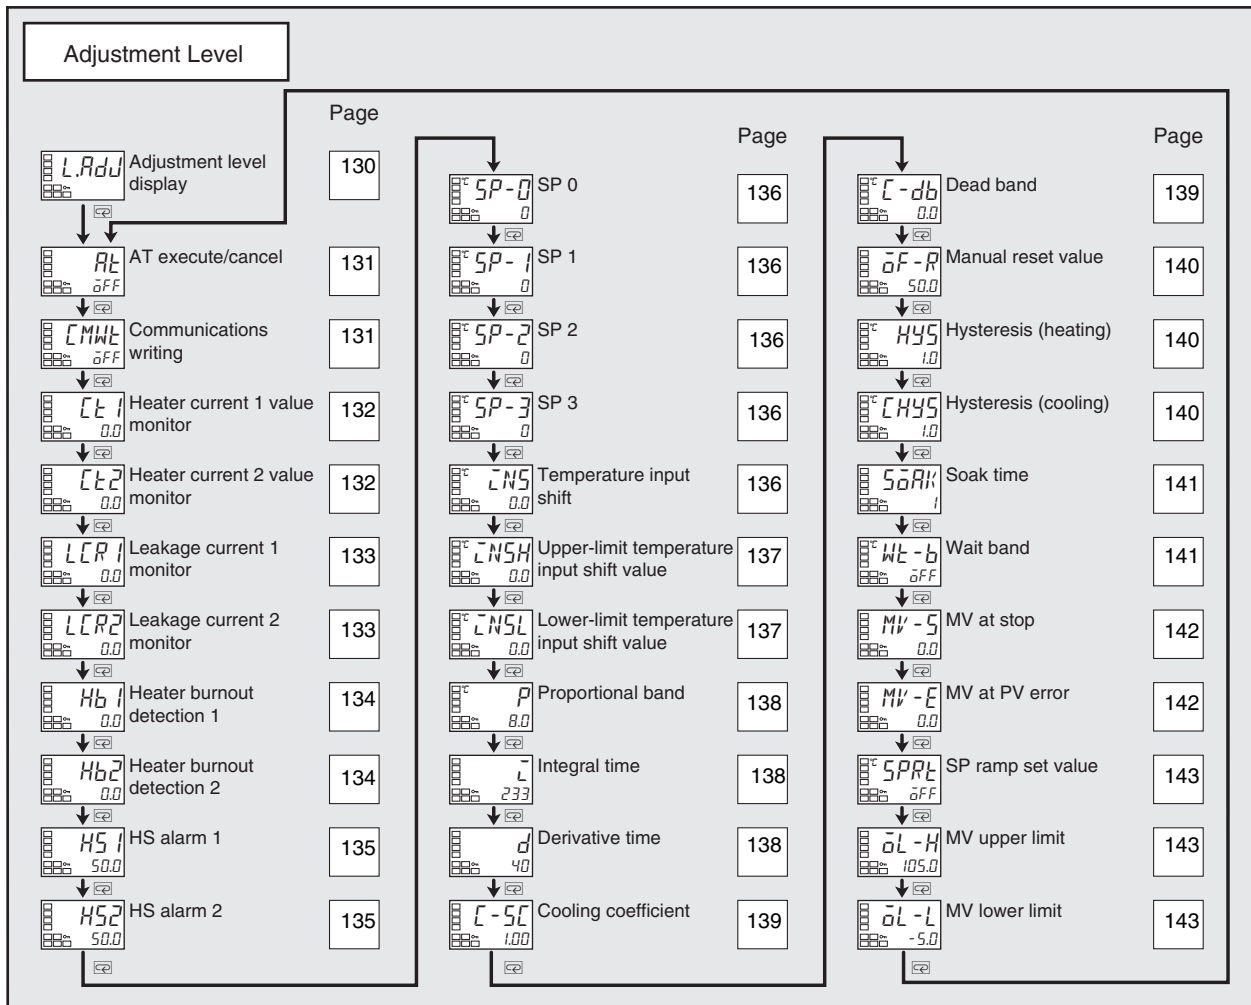 Adjustment Level
Page
L.AdJ
Adjustment level
display
130
At
oFF
AT execute/cancel
131
CMWt
oFF
Communications
writing
131
Ct1
0.0
Heater current 1 value
monitor
132
Ct2
0.0
Heater current 2 value
monitor
132
LCR1
0.0
Leakage current 1
monitor
133
LCR2
0.0
Leakage current 2
monitor
133
Hb1
0.0
Heater burnout
detection 1
134
Hb2
0.0
Heater burnout
detection 2
134
HS1
50.0
HS alarm 1
135
HS2
50.0
HS alarm 2
135
Page
°C
SP-0
0
SP 0
136
°C
SP-1
0
SP 1
136
°C
SP-2
0
SP 2
136
°C
SP-3
0
SP 3
136
°C
iNS
0.0
Temperature input
shift
136
°C
iNSH
0.0
Upper-limit temperature
input shift value
137
°C
iNSL
0.0
Lower-limit temperature
input shift value
137
°C
P
8.0
Proportional band
138
i
233
Integral time
138
d
40
Derivative time
138
C-SC
1.00
Cooling coefficient
139
Page
°C
C-db
0.0
Dead band
139
oF-R
50.0
Manual reset value
140
°C
HYS
1.0
Hysteresis (heating)
140
°C
CHYS
1.0
Hysteresis (cooling)
140
SoAK
1
Soak time
141
°C
Wt-b
oFF
Wait band
141
MV-S
0.0
MV at stop
142
MV-E
0.0
MV at PV error
142
°C
SPRt
oFF
SP ramp set value
143
oL-H
105.0
MV upper limit
143
oL-L
-5.0
MV lower limit
143